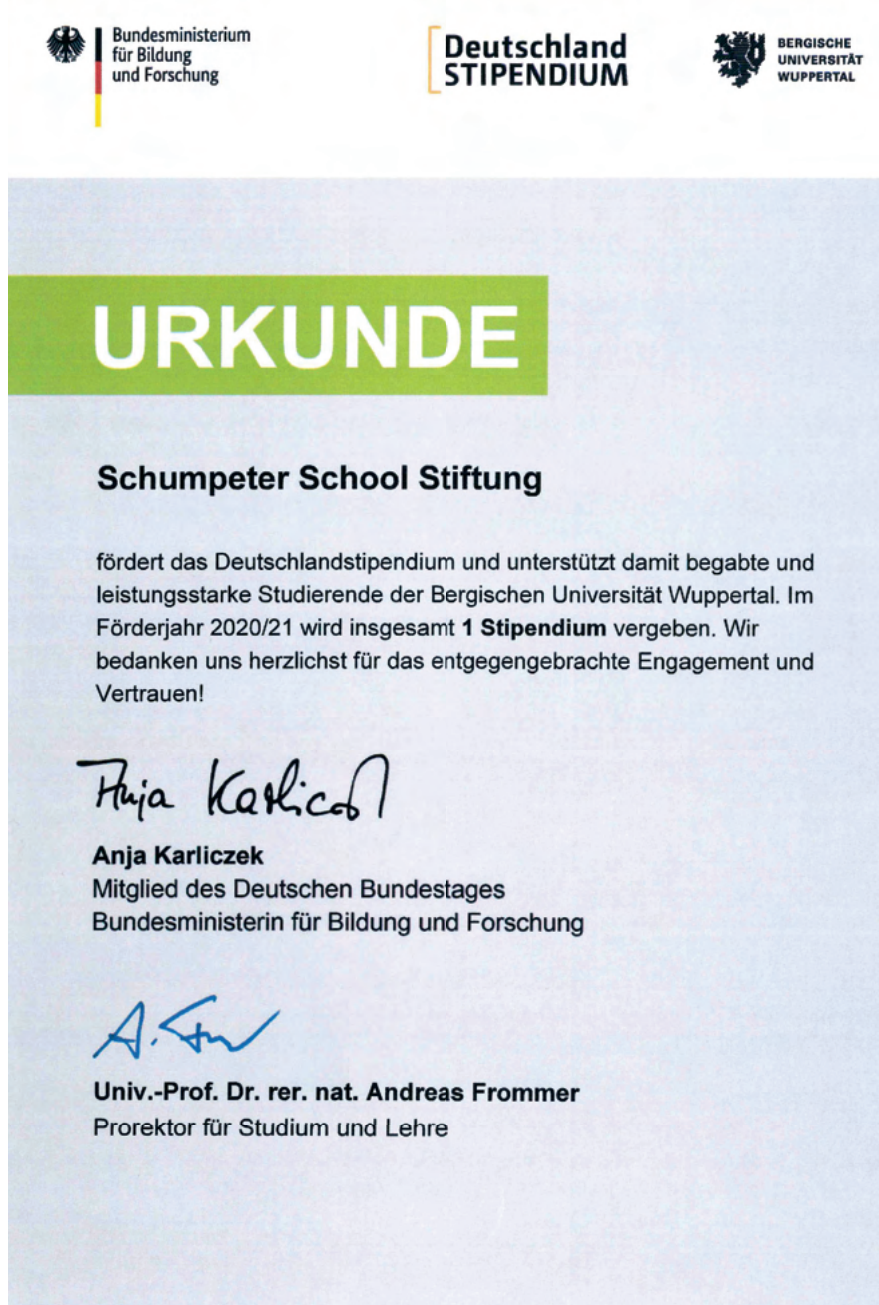 Bundesministerium
für Bildung
und Forschung
Deutschland
STIPENDIUM
BERGISCHE
UNIVERSITÄT
WUPPERTAL
URKUNDE
Schumpeter School Stiftung
fördert das Deutschlandstipendium und unterstützt damit begabte und
leistungsstarke Studierende der Bergischen Universität Wuppertal. Im
Förderjahr 2020/21 wird insgesamt 1 Stipendium vergeben. Wir
bedanken uns herzlichst für das entgegengebrachte Engagement und
Vertrauen!
Anja Karliczek
Anja Karliczek
Mitglied des Deutschen Bundestages
Bundesministerin für Bildung und Forschung
Univ.-Prof. Dr. rer. nat. Andreas Frommer
Prorektor für Studium und Lehre